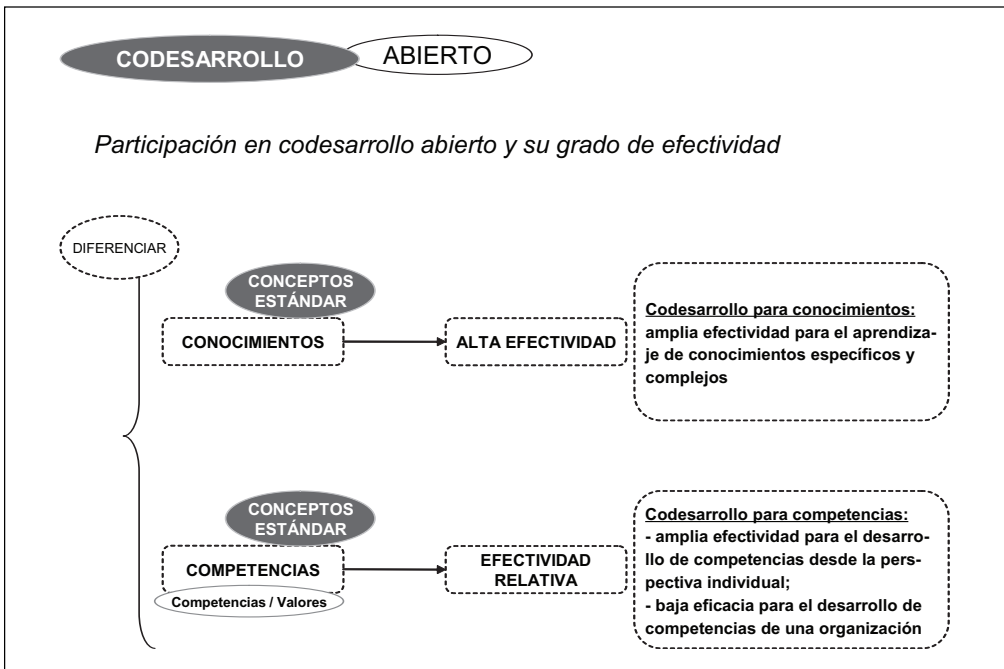 CODESARROLLO
ABIERTO
Participación en codesarrollo abierto y su grado de efectividad
DIFERENCIAR
CONCEPTOS
ESTÁNDAR
CONOCIMIENTOS
ALTA EFECTIVIDAD
Codesarrollo para conocimientos:
amplia efectividad para el aprendiza-
je de conocimientos específicos y
complejos
CONCEPTOS
ESTÁNDAR
COMPETENCIAS
Competencias / Valores
EFECTIVIDAD
RELATIVA
Codesarrollo para competencias:
- amplia efectividad para el desarro-
llo de competencias desde la pers-
pectiva individual;
- baja eficacia para el desarrollo de
competencias de una organización